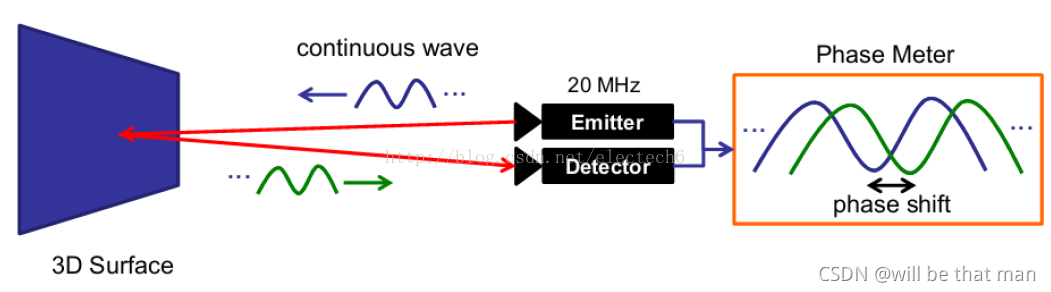 continuous wave
Phase Meter
20 MHz
Emitter
Detector
http://blog.csdn.net/electech6
phase shift
3D Surface
CSDN @will be that man